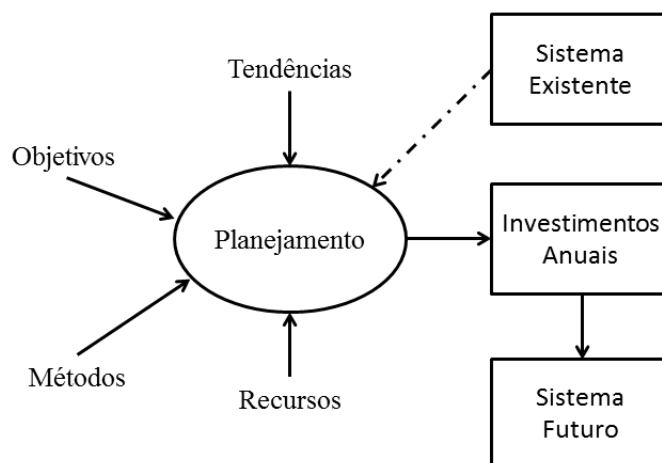 Sistema
Existente
Tendências
Objetivos
Planejamento
Investimentos
Anuais
Métodos
Recursos
Sistema
Futuro